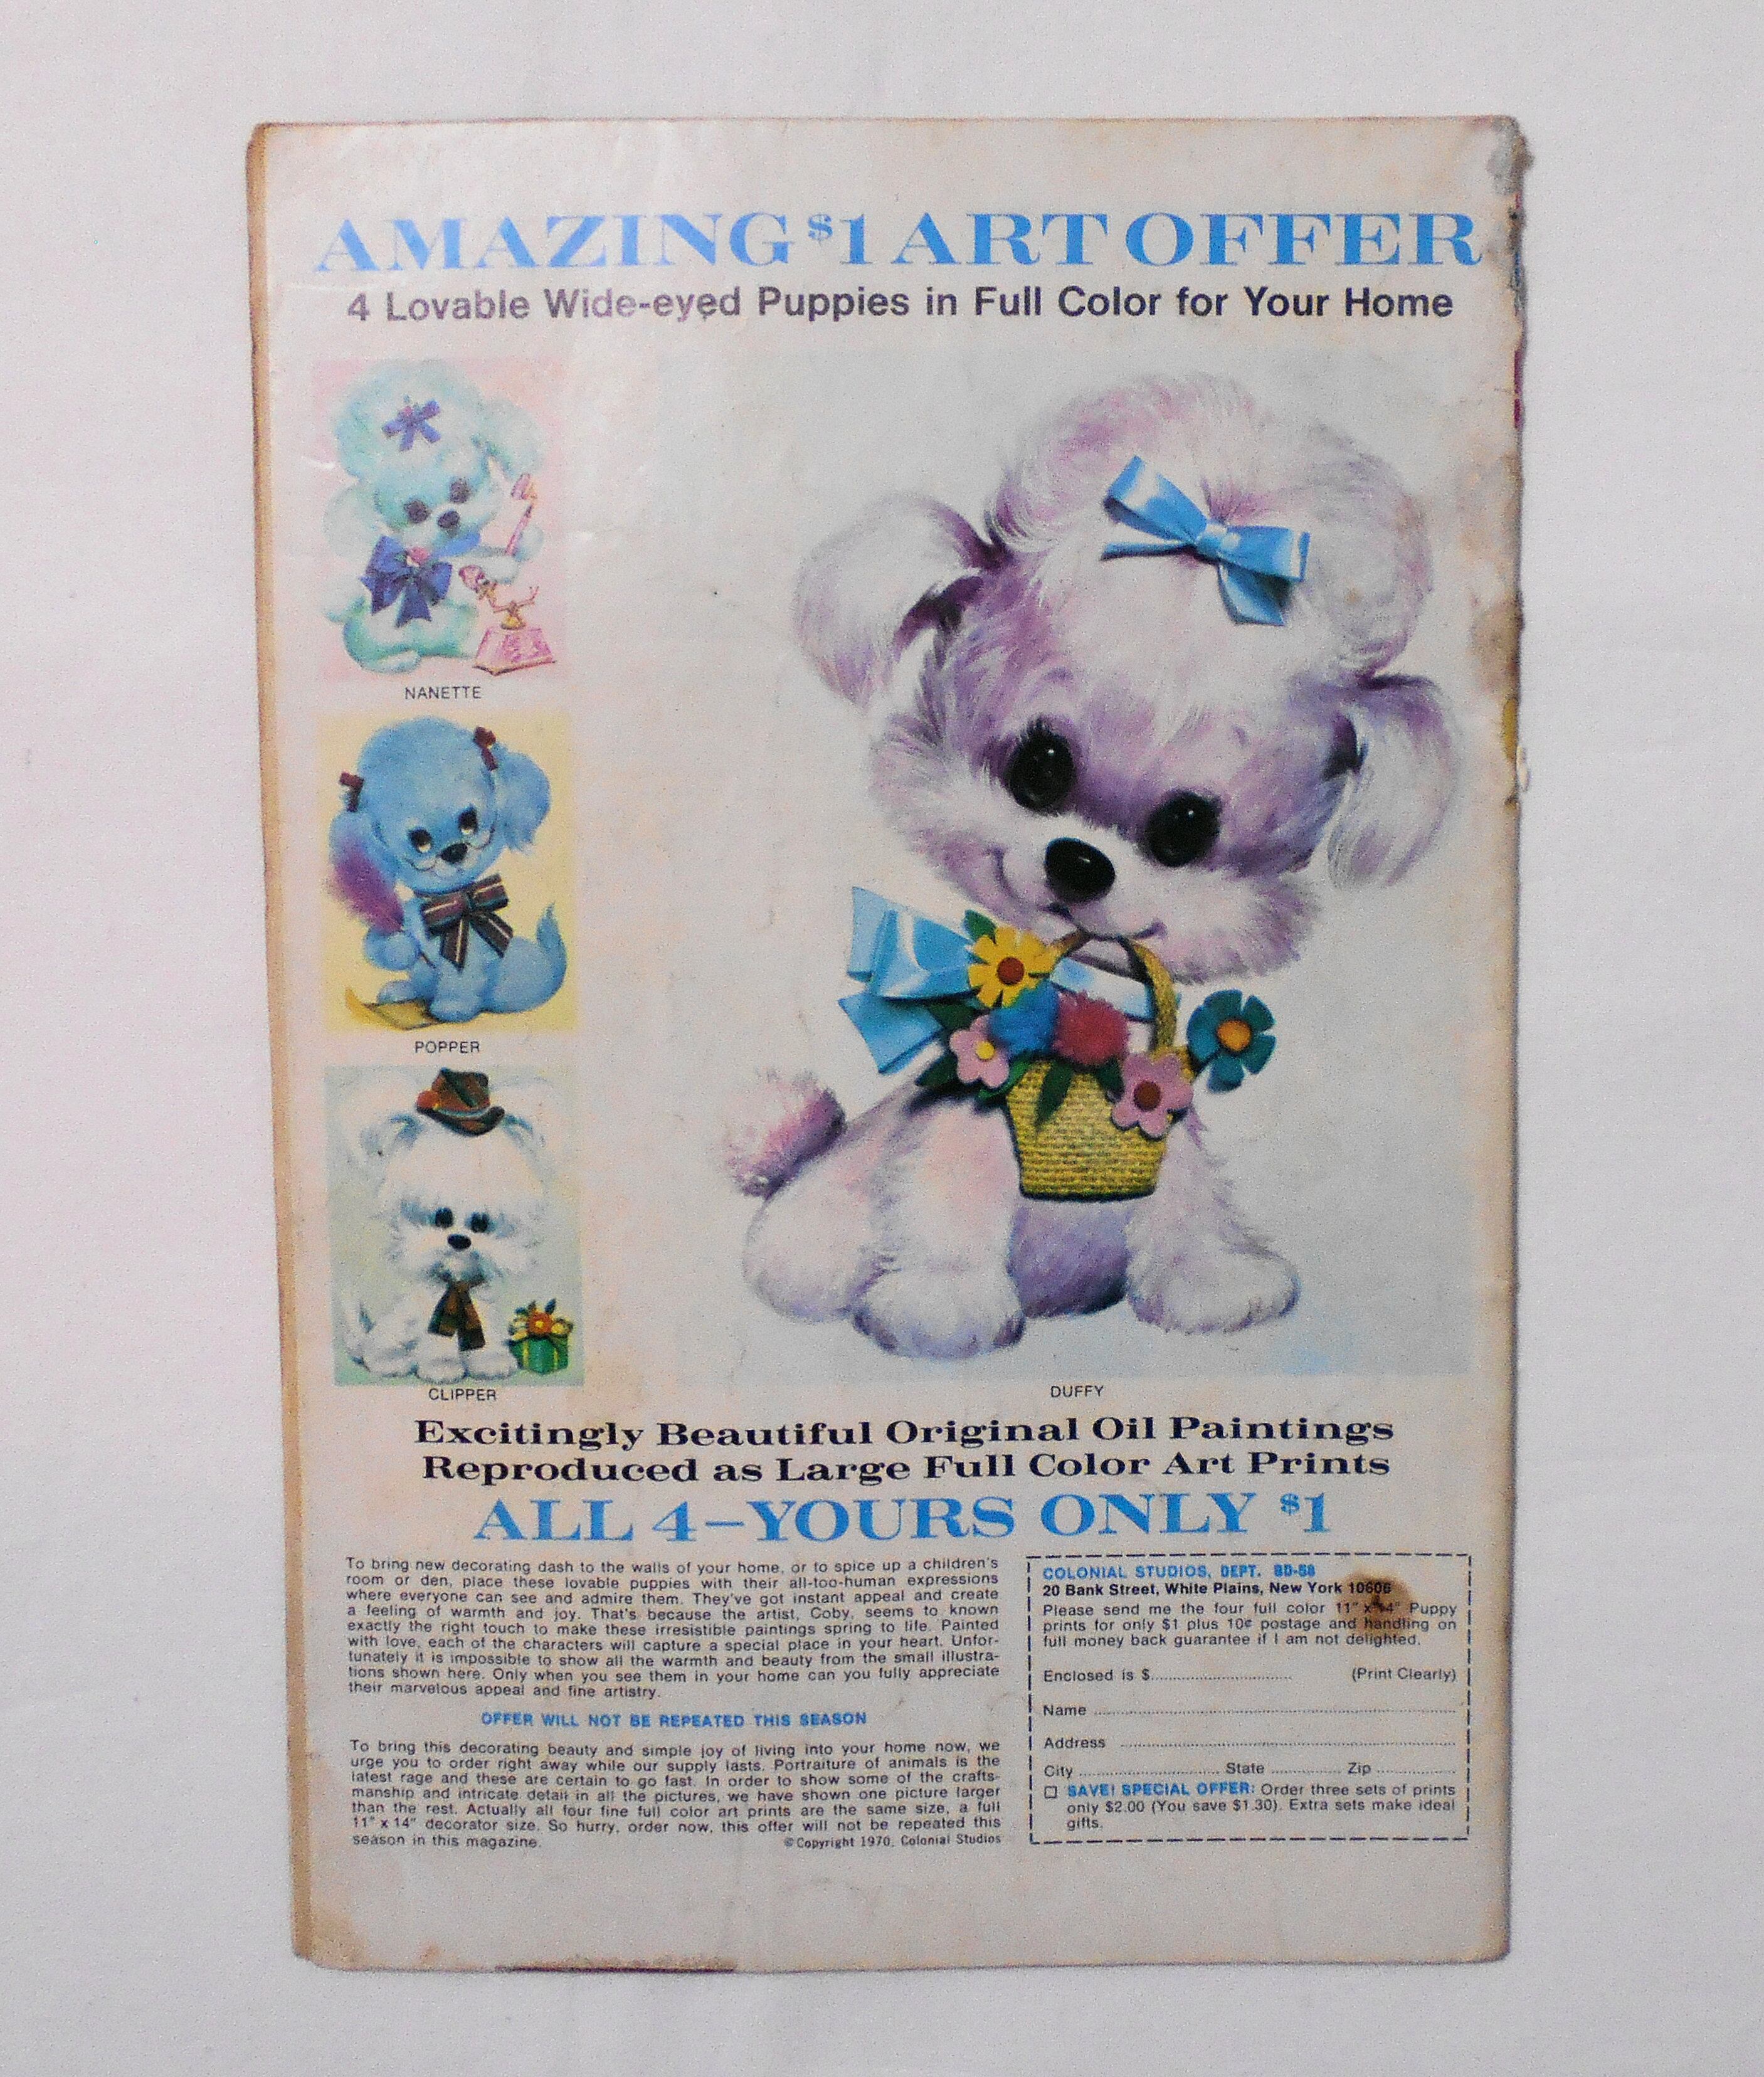 AMAZING $1 ART OFFER
4 Lovable Wide-eyed Puppies in Full Color for Your Home
NANETTE
POPPER
CLIPPER
DUFFY
Excitingly Beautiful Original Oil Paintings
Reproduced as Large Full Color Art Prints
ALL 4–YOURS ONLY $1
To bring new decorating dash to the walls of your home, or to spice up a children's
room or den, place these lovable puppies with their all-too-human expressions
where everyone can see and admire them. They've got instant appeal and create
a feeling of warmth and joy. That's because the artist, Coby, seems to known
exactly the right touch to make these irresistible paintings spring to life. Painted
with love, each of the characters will capture a special place in your heart. Unfor-
tunately it is impossible to show all the warmth and beauty from the small illustra-
tions shown here. Only when you see them in your home can you fully appreciate
their marvelous appeal and fine artistry.
OFFER WILL NOT BE REPEATED THIS SEASON
To bring this decorating beauty and simple joy of living into your home now, we
urge you to order right away while our supply lasts. Portraiture of animals is the
latest rage and these are certain to go fast. In order to show some of the crafts-
manship and intricate detail in all the pictures, we have shown one picture larger
than the rest. Actually all four fine full color art prints are the same size, a full
11" x 14" decorator size. So hurry, order now, this offer will not be repeated this
season in this magazine. © Copyright 1970, Colonial Studios
COLONIAL STUDIOS, DEPT. BD-58
20 Bank Street, White Plains, New York 10606
Please send me the four full color 11" x 14" Puppy
prints for only $1 plus 10¢ postage and handling on
full money back guarantee if I am not delighted.
Enclosed is $.............................. (Print Clearly)
Name ..............................
Address ..............................
City .............................. State .............. Zip ..............
☐ SAVE! SPECIAL OFFER: Order three sets of prints
only $2.00 (You save $1.30). Extra sets make ideal
gifts.